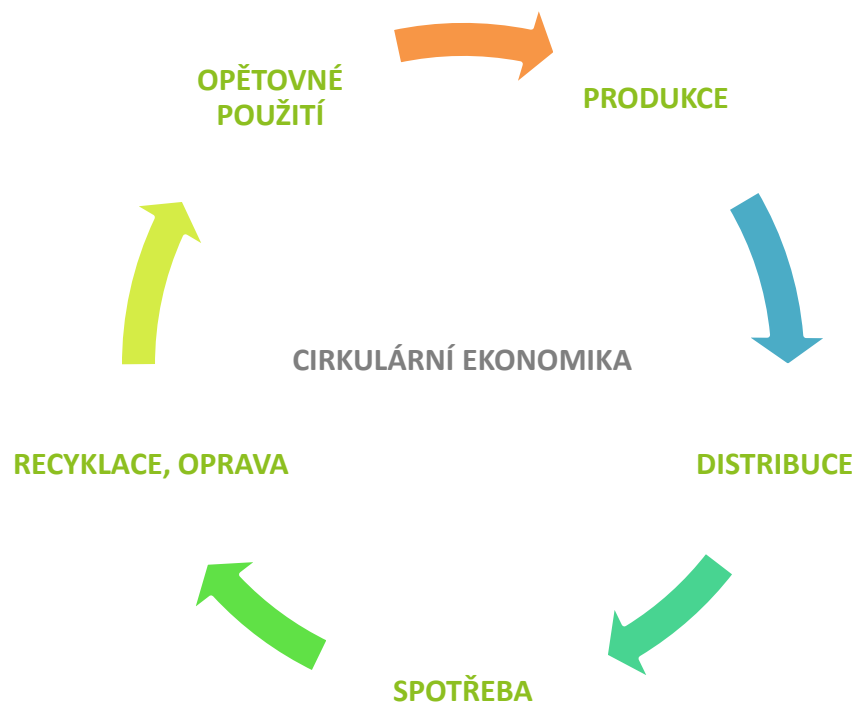 OPĚTOVNÉ
POUŽITÍ
PRODUKCE
CIRKULÁRNÍ EKONOMIKA
RECYKLACE, OPRAVA
DISTRIBUCE
SPOTŘEBA